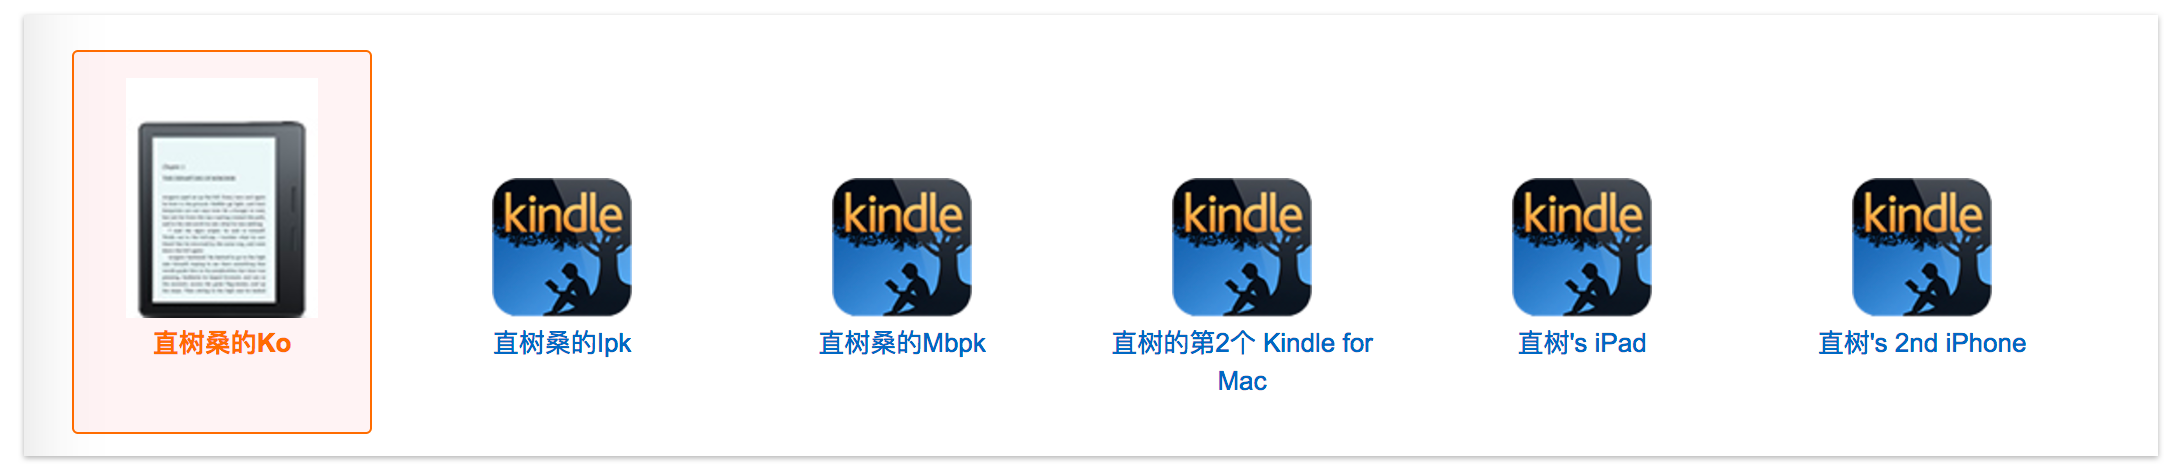 kindle
kindle
kindle
kindle
kindle
直树桑的Ko
直树桑的Ipk
直树桑的Mbpk
直树的第2个 Kindle for
Mac
直树's iPad
直树's 2nd iPhone